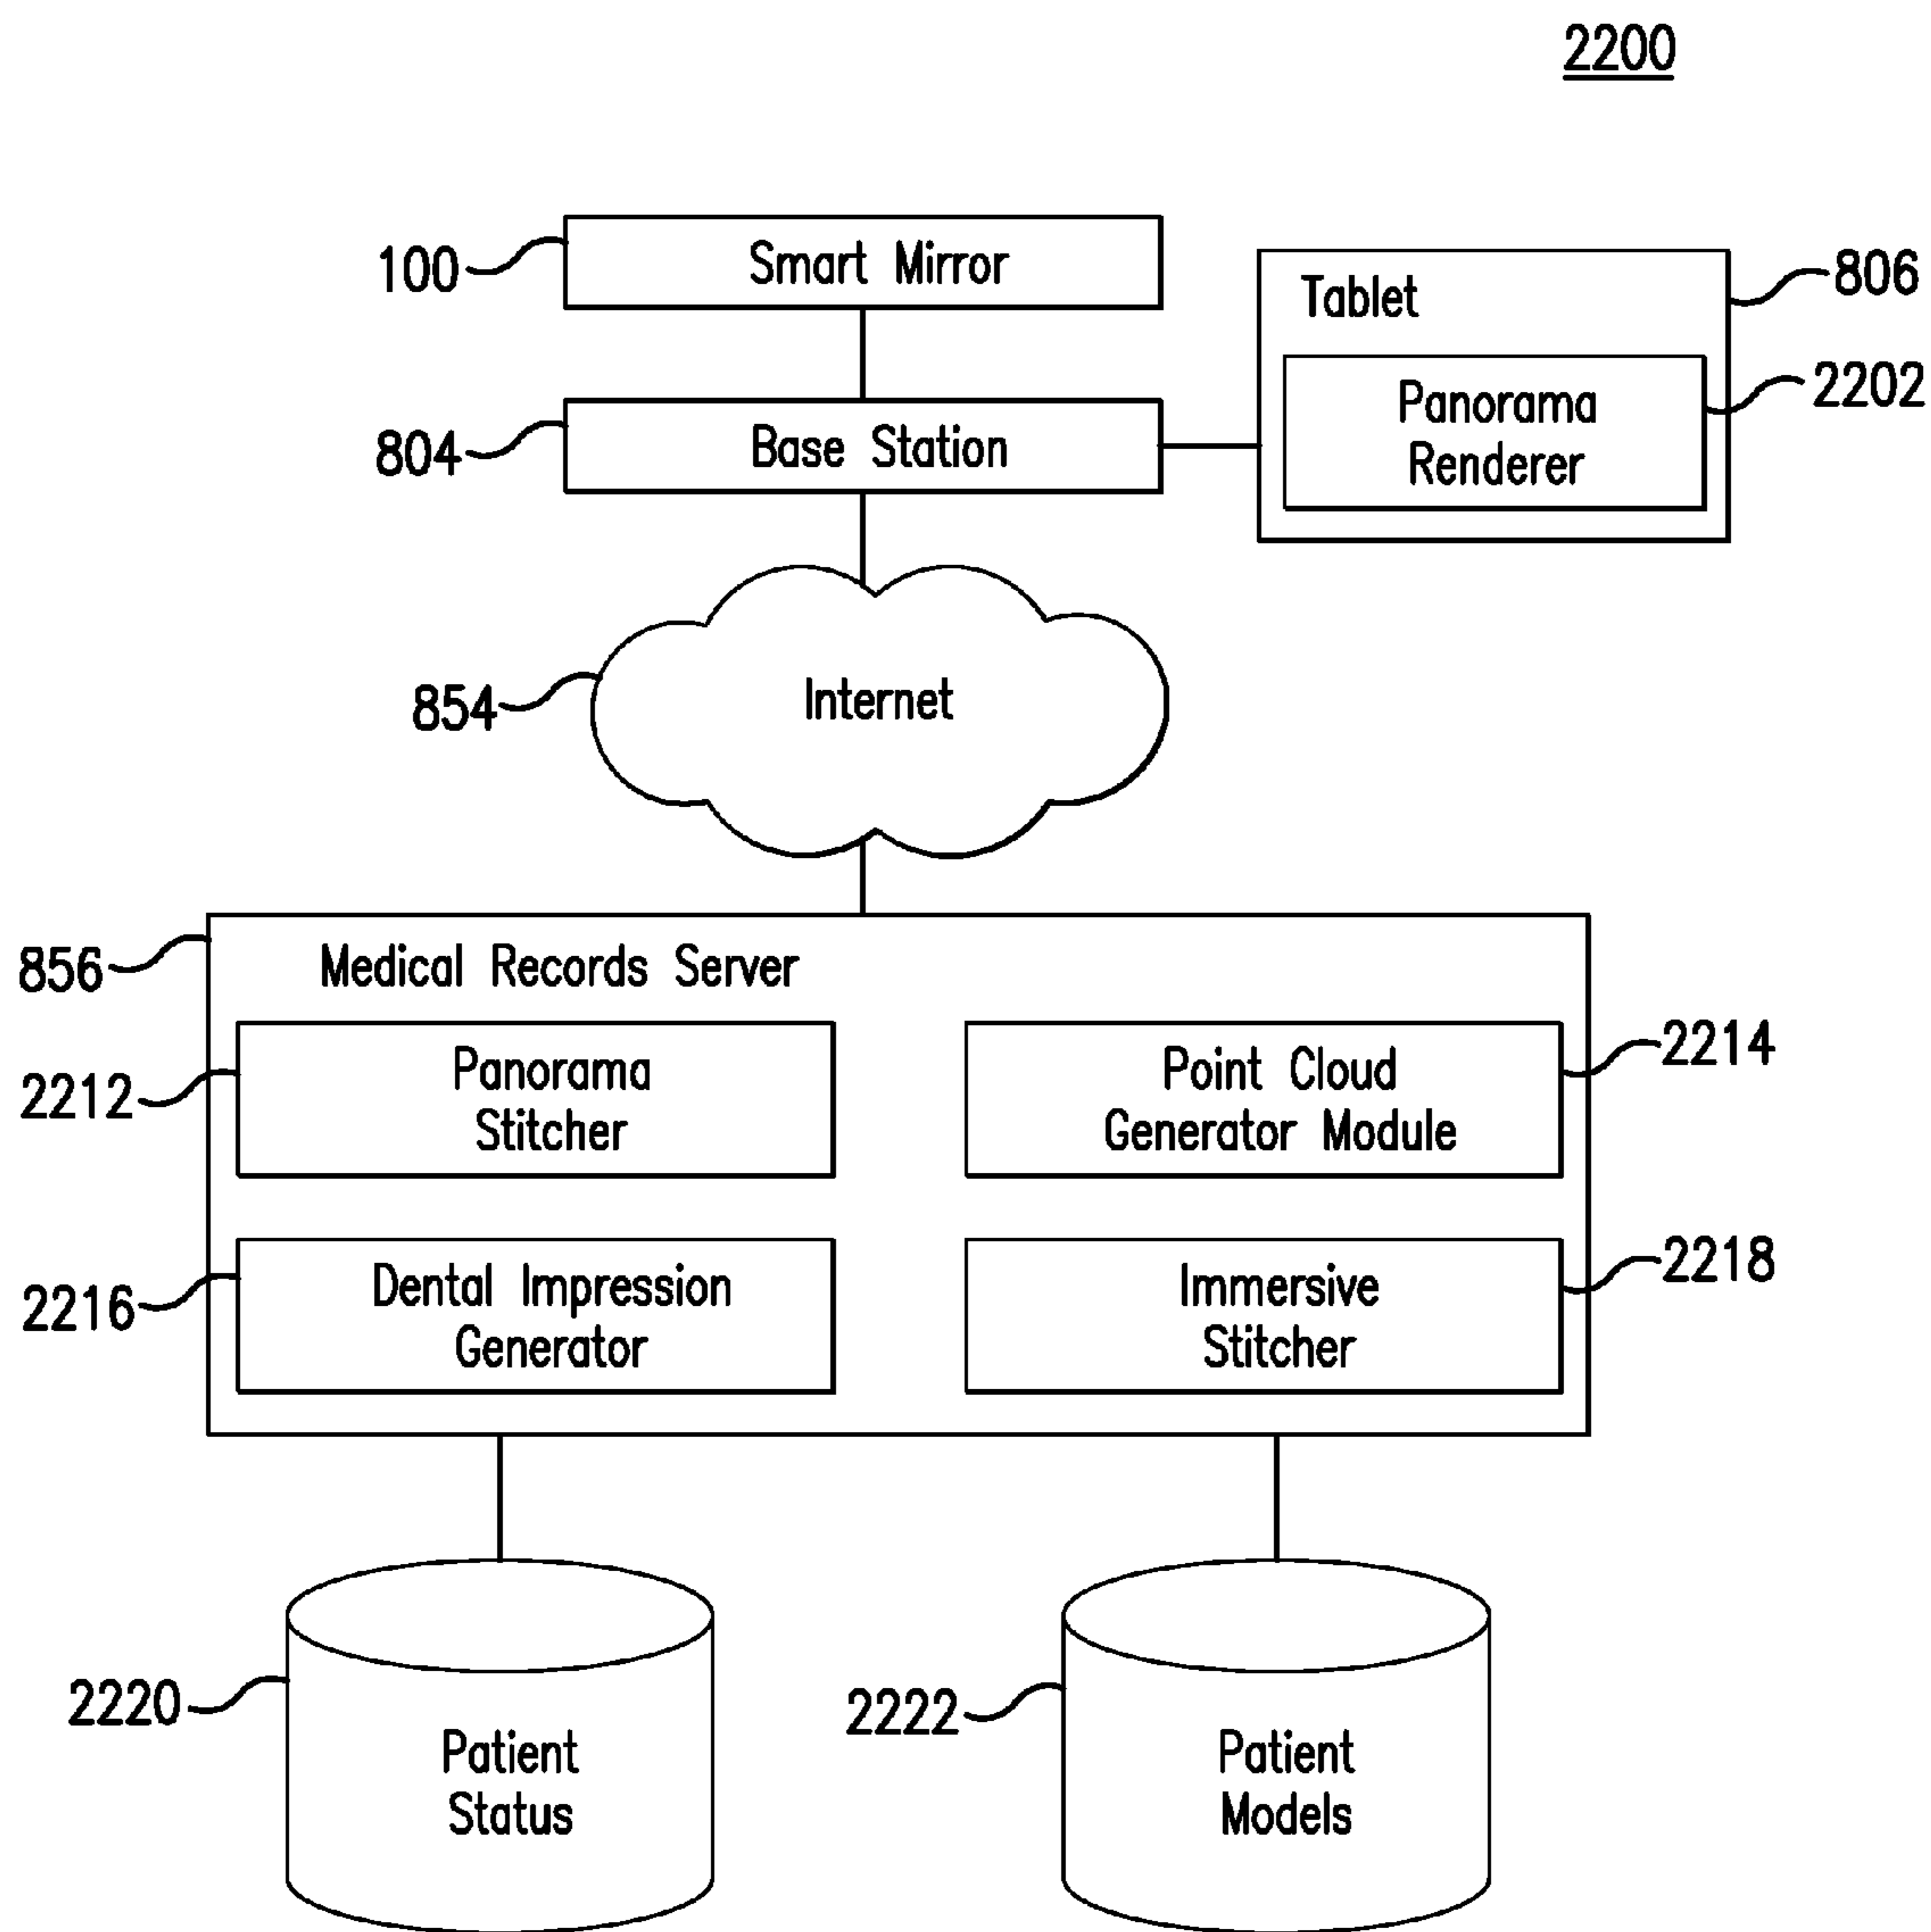 2200
100
Smart Mirror
Tablet
806
804
Base Station
Panorama
Renderer
2202
854
Internet
856
Medical Records Server
2212
Panorama
Stitcher
Point Cloud
Generator Module
2214
2216
Dental Impression
Generator
Immersive
Stitcher
2218
2220
Patient
Status
2222
Patient
Models